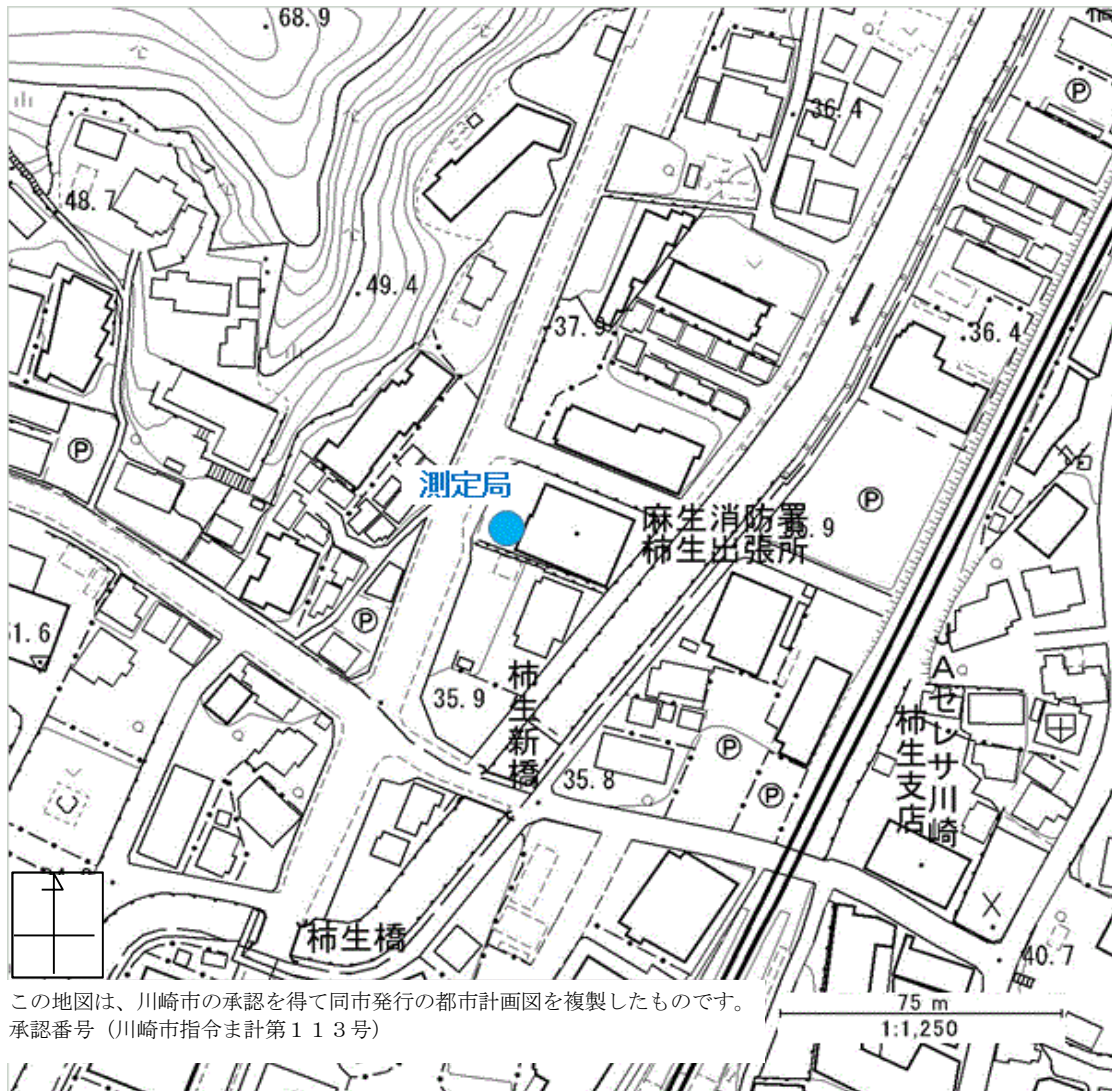 68.9
36.4
48.7
49.4
37.9
36.4
測定局
麻生消防署
柿生出張所
35.9
柿生新橋
35.9
35.8
JAセレサ川崎
柿生支店
柿生橋
40.7
この地図は、川崎市の承認を得て同市発行の都市計画図を複製したものです。
承認番号（川崎市指令ま計第１１３号）
75 m
1:1,250
P
P
P
P
P
P